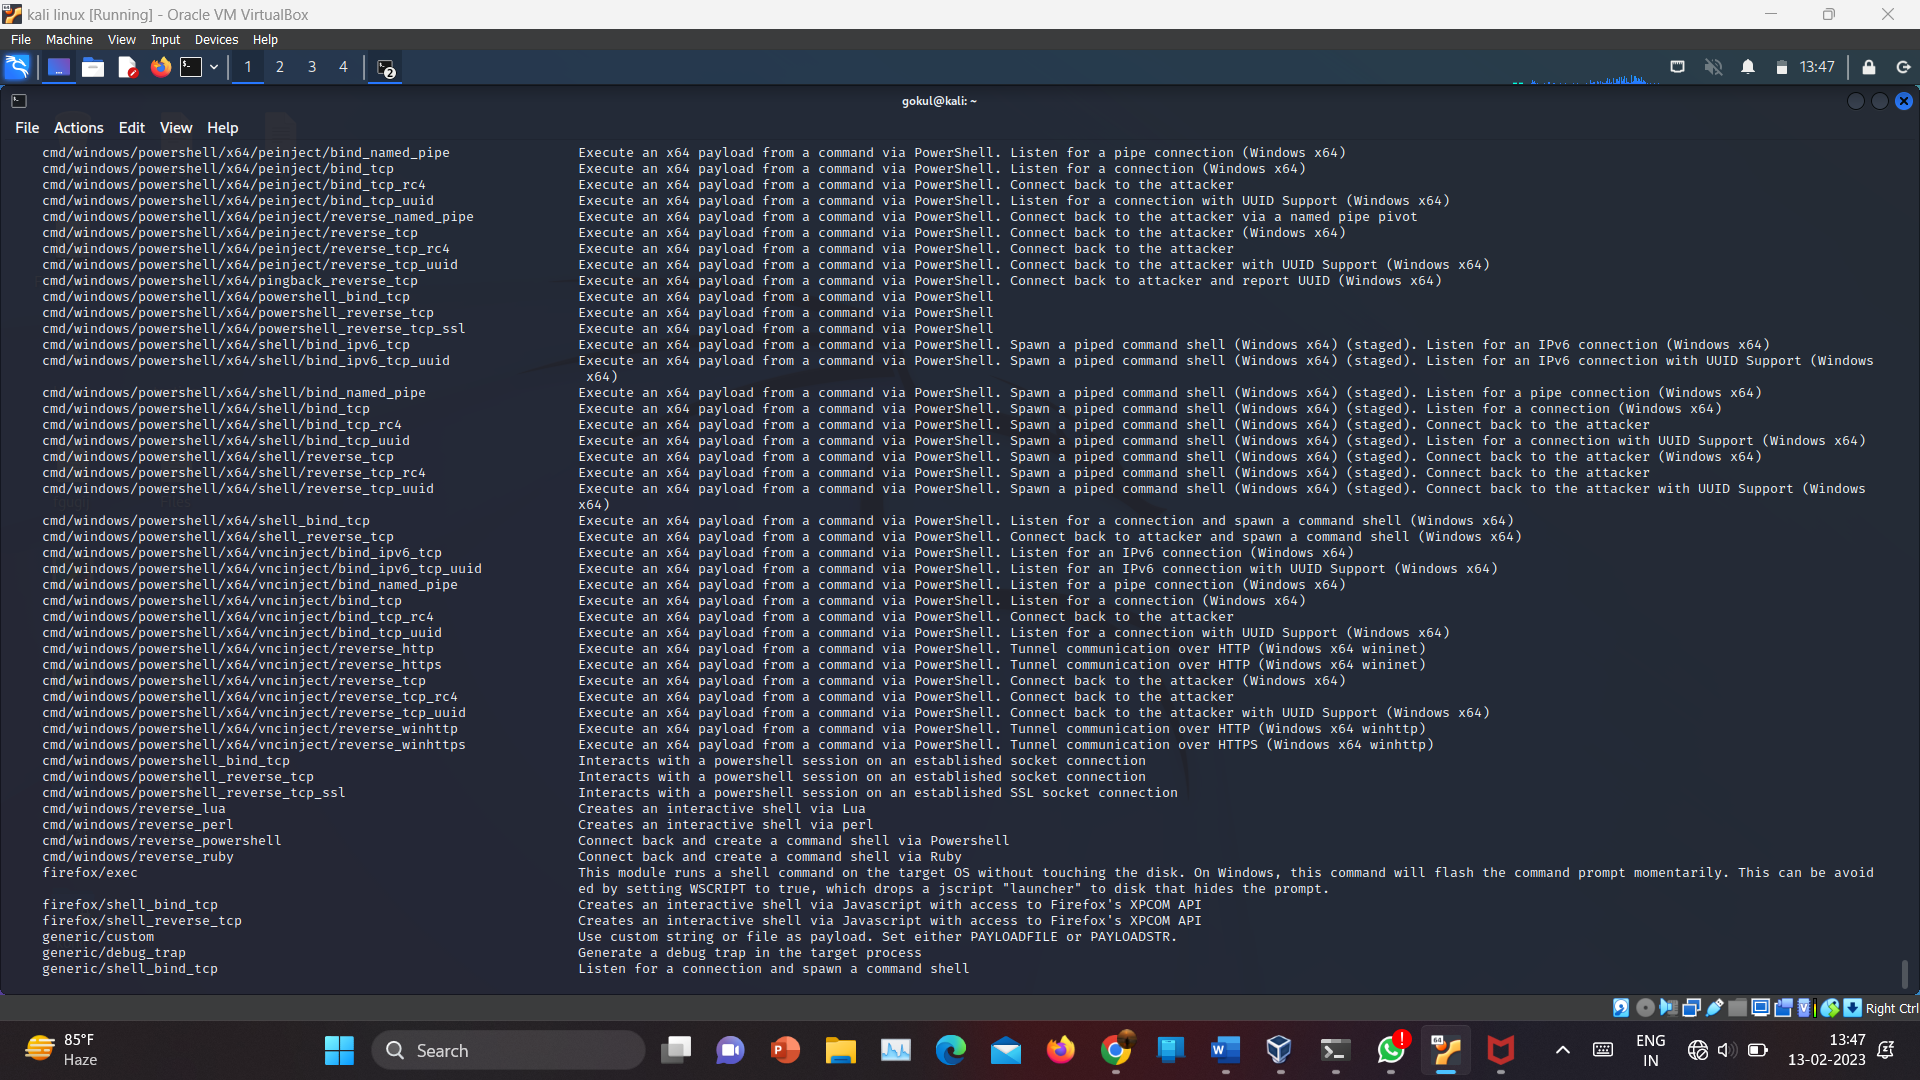 kali linux [Running] - Oracle VM VirtualBox
File Machine View Input Devices Help
1 2 3 4 2 13:47
gokul@kali: ~
File Actions Edit View Help
cmd/windows/powershell/x64/peinject/bind_named_pipe Execute an x64 payload from a command via PowerShell. Listen for a pipe connection (Windows x64)
cmd/windows/powershell/x64/peinject/bind_tcp Execute an x64 payload from a command via PowerShell. Listen for a connection (Windows x64)
cmd/windows/powershell/x64/peinject/bind_tcp_rc4 Execute an x64 payload from a command via PowerShell. Connect back to the attacker
cmd/windows/powershell/x64/peinject/bind_tcp_uuid Execute an x64 payload from a command via PowerShell. Listen for a connection with UUID Support (Windows x64)
cmd/windows/powershell/x64/peinject/reverse_named_pipe Execute an x64 payload from a command via PowerShell. Connect back to the attacker via a named pipe pivot
cmd/windows/powershell/x64/peinject/reverse_tcp Execute an x64 payload from a command via PowerShell. Connect back to the attacker (Windows x64)
cmd/windows/powershell/x64/peinject/reverse_tcp_rc4 Execute an x64 payload from a command via PowerShell. Connect back to the attacker
cmd/windows/powershell/x64/peinject/reverse_tcp_uuid Execute an x64 payload from a command via PowerShell. Connect back to the attacker with UUID Support (Windows x64)
cmd/windows/powershell/x64/pingback_reverse_tcp Execute an x64 payload from a command via PowerShell. Connect back to attacker and report UUID (Windows x64)
cmd/windows/powershell/x64/powershell_bind_tcp Execute an x64 payload from a command via PowerShell
cmd/windows/powershell/x64/powershell_reverse_tcp Execute an x64 payload from a command via PowerShell
cmd/windows/powershell/x64/powershell_reverse_tcp_ssl Execute an x64 payload from a command via PowerShell
cmd/windows/powershell/x64/shell/bind_ipv6_tcp Execute an x64 payload from a command via PowerShell. Spawn a piped command shell (Windows x64) (staged). Listen for an IPv6 connection (Windows x64)
cmd/windows/powershell/x64/shell/bind_ipv6_tcp_uuid Execute an x64 payload from a command via PowerShell. Spawn a piped command shell (Windows x64) (staged). Listen for an IPv6 connection with UUID Support (Windows
x64)
cmd/windows/powershell/x64/shell/bind_named_pipe Execute an x64 payload from a command via PowerShell. Spawn a piped command shell (Windows x64) (staged). Listen for a pipe connection (Windows x64)
cmd/windows/powershell/x64/shell/bind_tcp Execute an x64 payload from a command via PowerShell. Spawn a piped command shell (Windows x64) (staged). Listen for a connection (Windows x64)
cmd/windows/powershell/x64/shell/bind_tcp_rc4 Execute an x64 payload from a command via PowerShell. Spawn a piped command shell (Windows x64) (staged). Connect back to the attacker
cmd/windows/powershell/x64/shell/bind_tcp_uuid Execute an x64 payload from a command via PowerShell. Spawn a piped command shell (Windows x64) (staged). Listen for a connection with UUID Support (Windows x64)
cmd/windows/powershell/x64/shell/reverse_tcp Execute an x64 payload from a command via PowerShell. Spawn a piped command shell (Windows x64) (staged). Connect back to the attacker (Windows x64)
cmd/windows/powershell/x64/shell/reverse_tcp_rc4 Execute an x64 payload from a command via PowerShell. Spawn a piped command shell (Windows x64) (staged). Connect back to the attacker
cmd/windows/powershell/x64/shell/reverse_tcp_uuid Execute an x64 payload from a command via PowerShell. Spawn a piped command shell (Windows x64) (staged). Connect back to the attacker with UUID Support (Windows
x64)
cmd/windows/powershell/x64/shell_bind_tcp Execute an x64 payload from a command via PowerShell. Listen for a connection and spawn a command shell (Windows x64)
cmd/windows/powershell/x64/shell_reverse_tcp Execute an x64 payload from a command via PowerShell. Connect back to attacker and spawn a command shell (Windows x64)
cmd/windows/powershell/x64/vncinject/bind_ipv6_tcp Execute an x64 payload from a command via PowerShell. Listen for an IPv6 connection (Windows x64)
cmd/windows/powershell/x64/vncinject/bind_ipv6_tcp_uuid Execute an x64 payload from a command via PowerShell. Listen for an IPv6 connection with UUID Support (Windows x64)
cmd/windows/powershell/x64/vncinject/bind_named_pipe Execute an x64 payload from a command via PowerShell. Listen for a pipe connection (Windows x64)
cmd/windows/powershell/x64/vncinject/bind_tcp Execute an x64 payload from a command via PowerShell. Listen for a connection (Windows x64)
cmd/windows/powershell/x64/vncinject/bind_tcp_rc4 Execute an x64 payload from a command via PowerShell. Connect back to the attacker
cmd/windows/powershell/x64/vncinject/bind_tcp_uuid Execute an x64 payload from a command via PowerShell. Listen for a connection with UUID Support (Windows x64)
cmd/windows/powershell/x64/vncinject/reverse_http Execute an x64 payload from a command via PowerShell. Tunnel communication over HTTP (Windows x64 wininet)
cmd/windows/powershell/x64/vncinject/reverse_https Execute an x64 payload from a command via PowerShell. Tunnel communication over HTTP (Windows x64 wininet)
cmd/windows/powershell/x64/vncinject/reverse_tcp Execute an x64 payload from a command via PowerShell. Connect back to the attacker (Windows x64)
cmd/windows/powershell/x64/vncinject/reverse_tcp_rc4 Execute an x64 payload from a command via PowerShell. Connect back to the attacker
cmd/windows/powershell/x64/vncinject/reverse_tcp_uuid Execute an x64 payload from a command via PowerShell. Connect back to the attacker with UUID Support (Windows x64)
cmd/windows/powershell/x64/vncinject/reverse_winhttp Execute an x64 payload from a command via PowerShell. Tunnel communication over HTTP (Windows x64 winhttp)
cmd/windows/powershell/x64/vncinject/reverse_winhttps Execute an x64 payload from a command via PowerShell. Tunnel communication over HTTPS (Windows x64 winhttp)
cmd/windows/powershell_bind_tcp Interacts with a powershell session on an established socket connection
cmd/windows/powershell_reverse_tcp Interacts with a powershell session on an established socket connection
cmd/windows/powershell_reverse_tcp_ssl Interacts with a powershell session on an established SSL socket connection
cmd/windows/reverse_lua Creates an interactive shell via Lua
cmd/windows/reverse_perl Creates an interactive shell via perl
cmd/windows/reverse_powershell Connect back and create a command shell via Powershell
cmd/windows/reverse_ruby Connect back and create a command shell via Ruby
firefox/exec This module runs a shell command on the target OS without touching the disk. On Windows, this command will flash the command prompt momentarily. This can be avoid
ed by setting WSCRIPT to true, which drops a jscript "launcher" to disk that hides the prompt.
firefox/shell_bind_tcp Creates an interactive shell via Javascript with access to Firefox's XPCOM API
firefox/shell_reverse_tcp Creates an interactive shell via Javascript with access to Firefox's XPCOM API
generic/custom Use custom string or file as payload. Set either PAYLOADFILE or PAYLOADSTR.
generic/debug_trap Generate a debug trap in the target process
generic/shell_bind_tcp Listen for a connection and spawn a command shell
Right Ctrl
85°F
Haze
Search
ENG
IN
13:47
13-02-2023